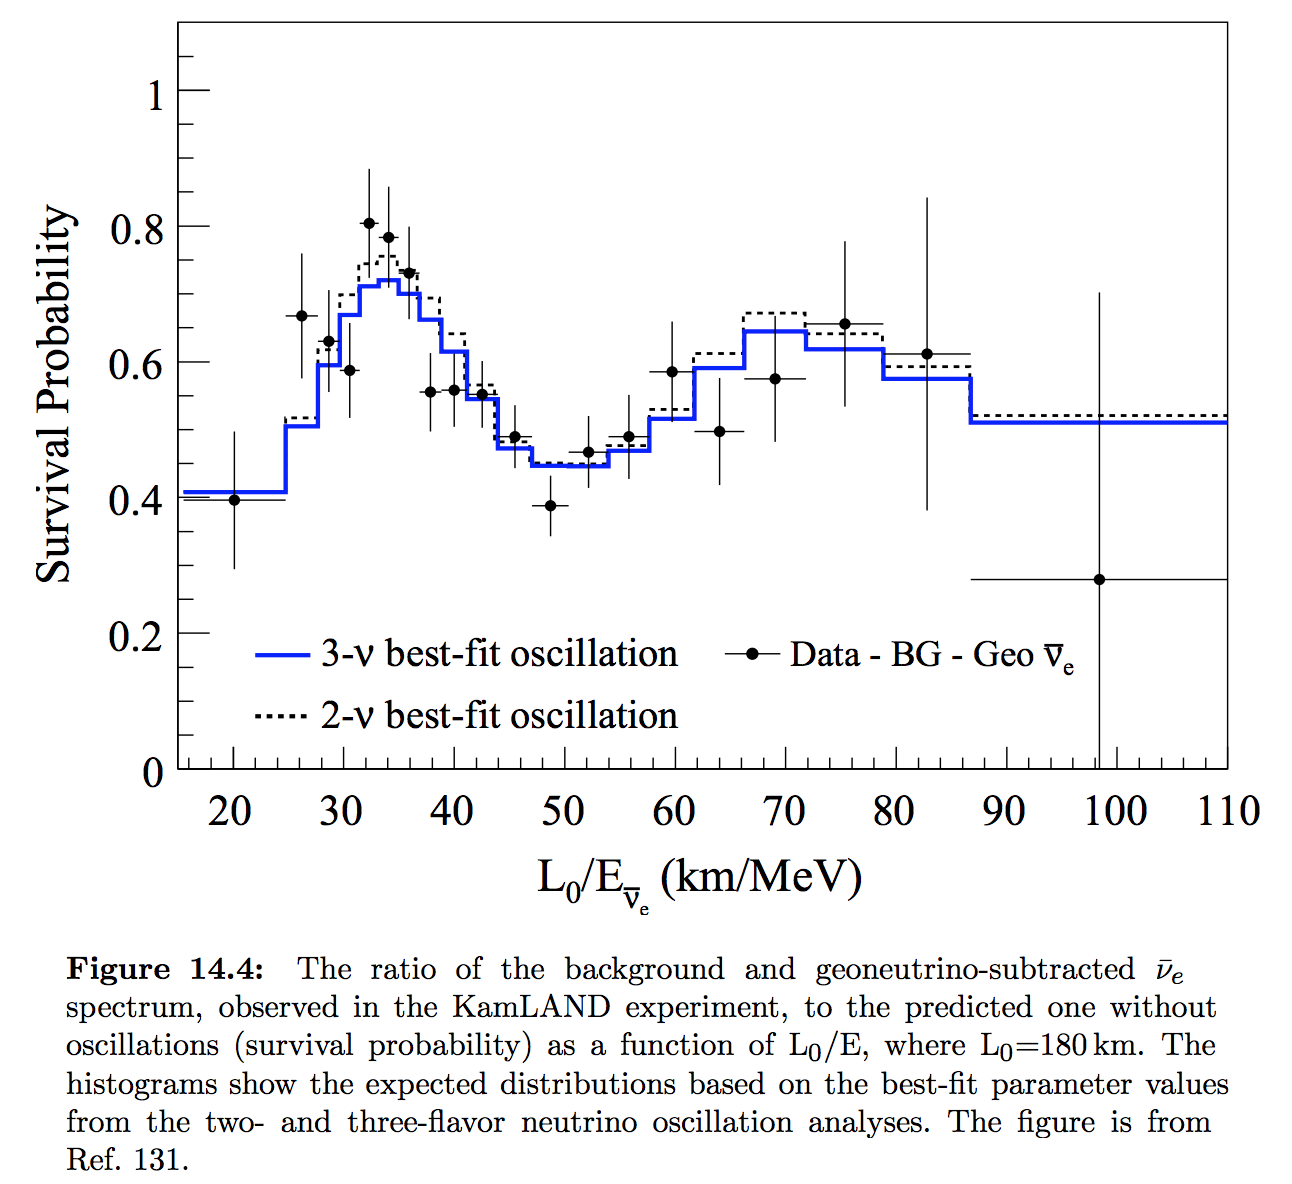 1
0.8
0.6
0.4
0.2
0
Survival Probability
3-ν best-fit oscillation
2-ν best-fit oscillation
Data - BG - Geo ν̅e
20 30 40 50 60 70 80 90 100 110
L0/Eν̅e (km/MeV)
Figure 14.4: The ratio of the background and geoneutrino-subtracted ν̄e
spectrum, observed in the KamLAND experiment, to the predicted one without
oscillations (survival probability) as a function of L0/E, where L0=180 km. The
histograms show the expected distributions based on the best-fit parameter values
from the two- and three-flavor neutrino oscillation analyses. The figure is from
Ref. 131.